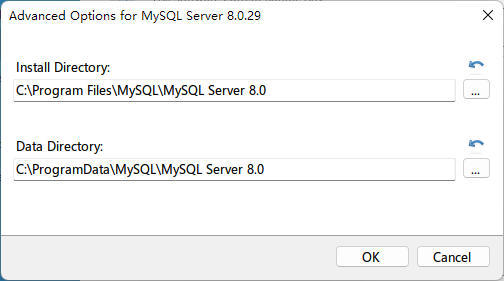 Advanced Options for MySQL Server 8.0.29
Install Directory:
C:\Program Files\MySQL\MySQL Server 8.0
...
Data Directory:
C:\ProgramData\MySQL\MySQL Server 8.0
...
OK
Cancel